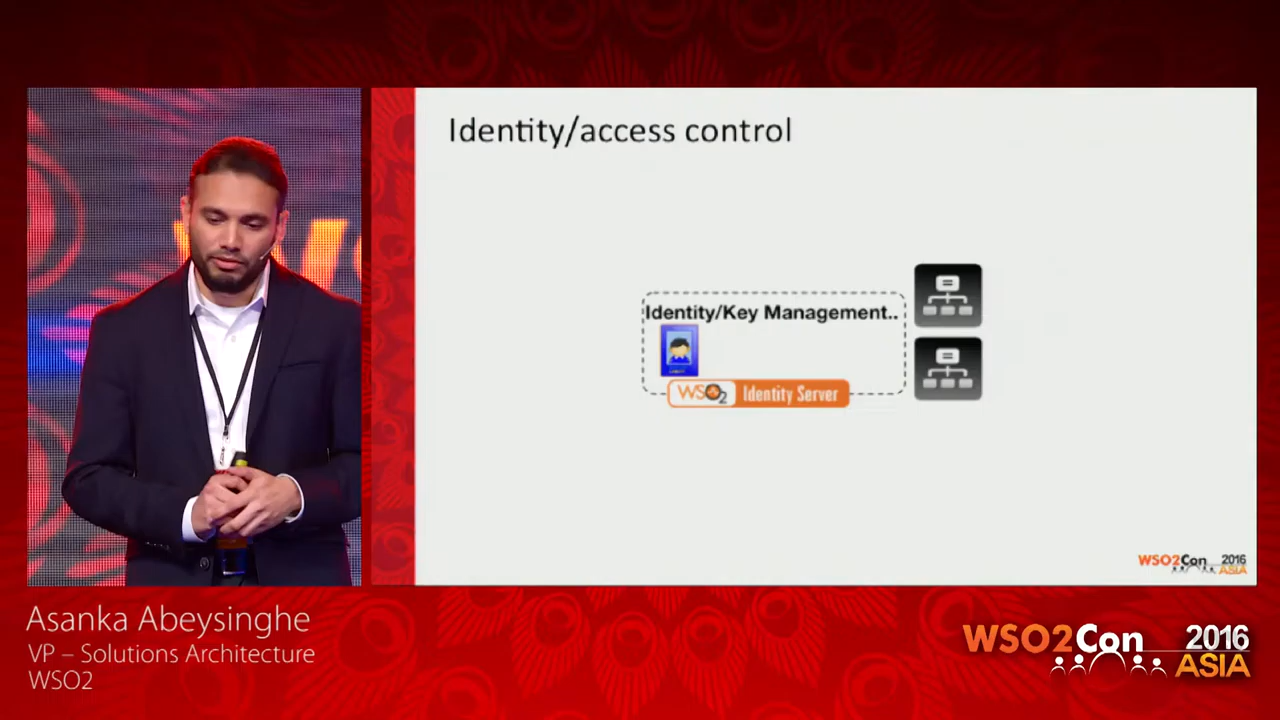 Identity/access control
Identity/Key Management..
WSO2 Identity Server
WSO2Con 2016
ASIA
Asanka Abeysinghe
VP – Solutions Architecture
WSO2
WSO2Con 2016
ASIA